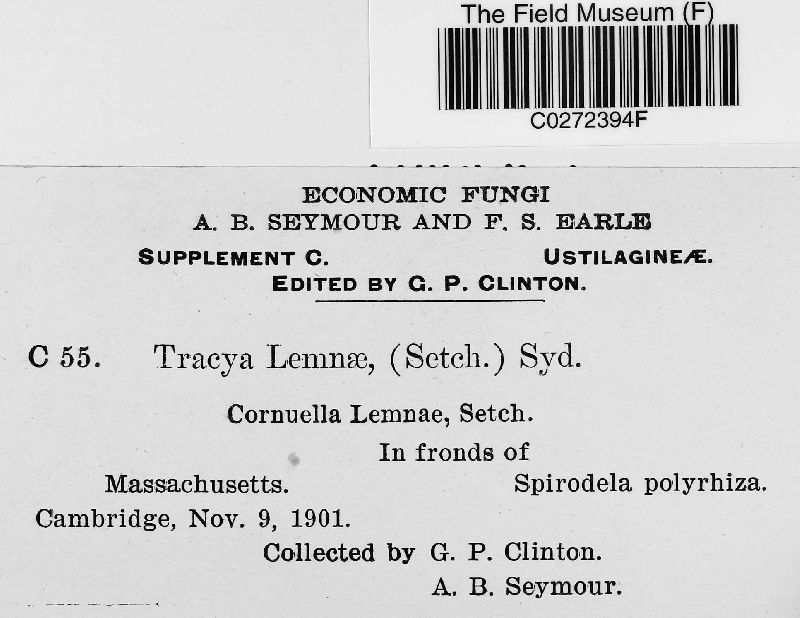 The Field Museum (F)
C0272394F
ECONOMIC FUNGI
A. B. SEYMOUR AND F. S. EARLE
SUPPLEMENT C. USTILAGINEÆ.
EDITED BY G. P. CLINTON.
C 55. Tracya Lemnæ, (Setch.) Syd.
Cornuella Lemnae, Setch.
In fronds of
Massachusetts. Spirodela polyrhiza.
Cambridge, Nov. 9, 1901.
Collected by G. P. Clinton.
A. B. Seymour.